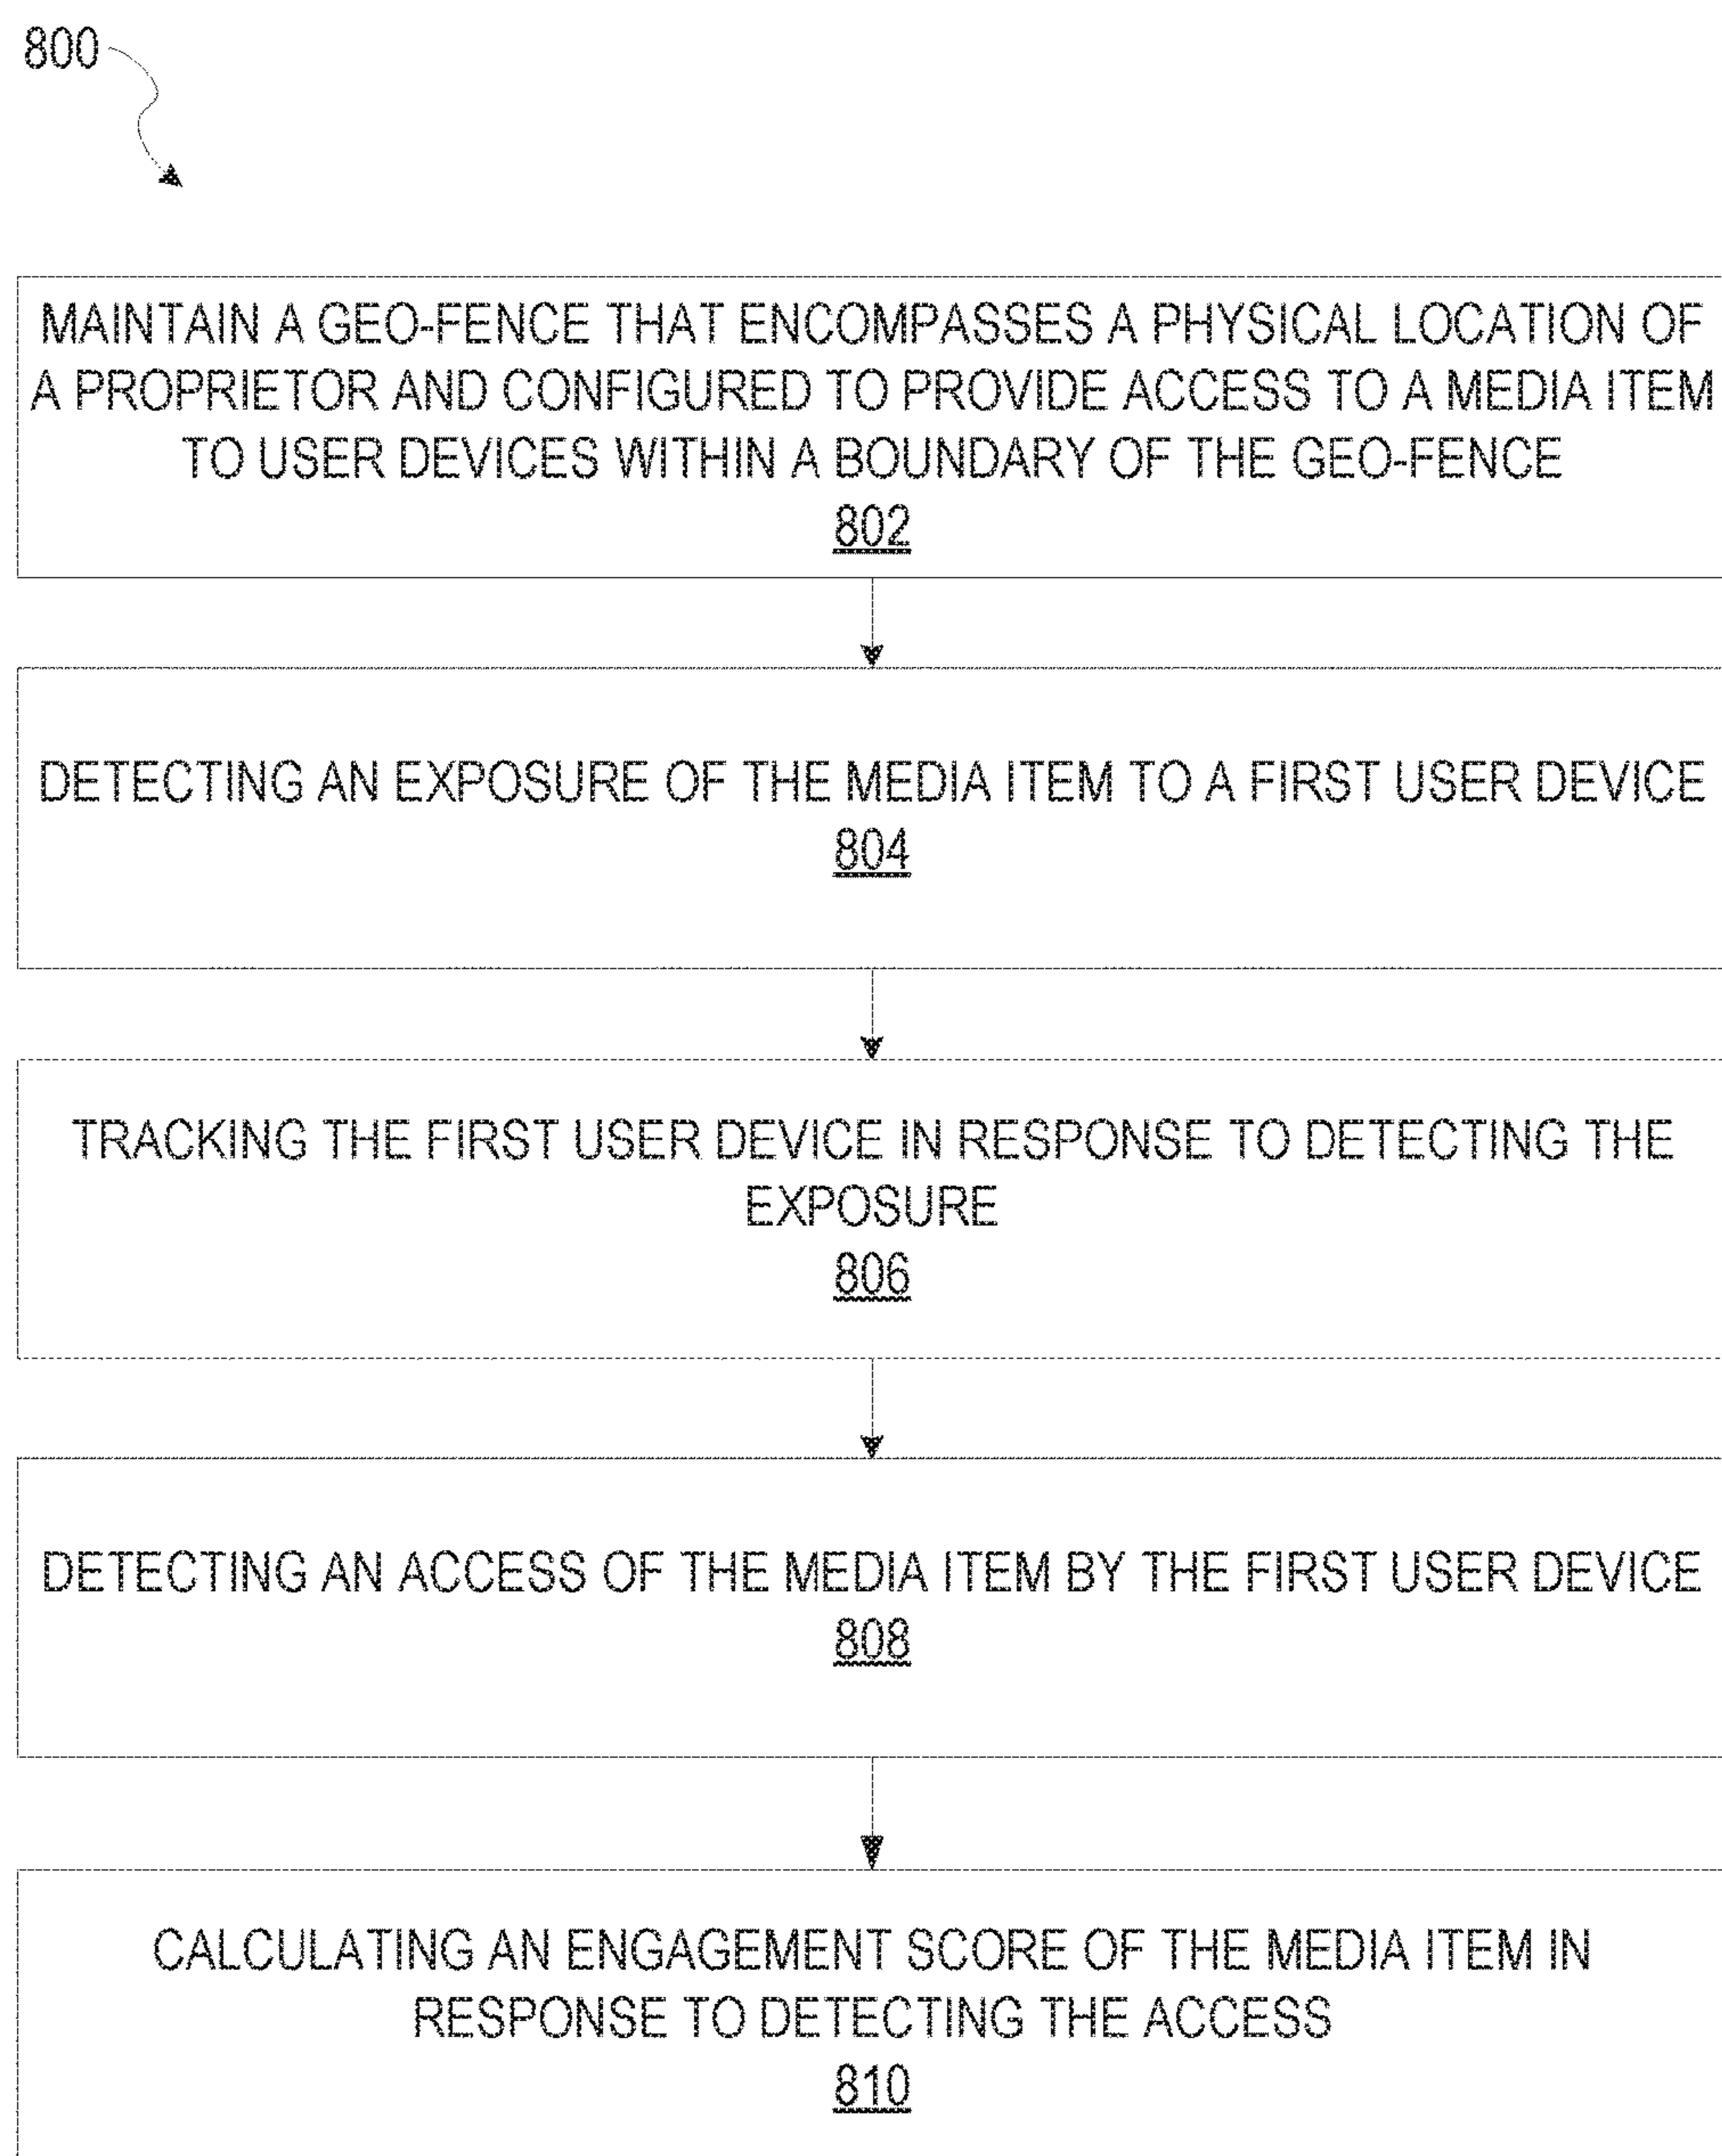 800
MAINTAIN A GEO-FENCE THAT ENCOMPASSES A PHYSICAL LOCATION OF
A PROPRIETOR AND CONFIGURED TO PROVIDE ACCESS TO A MEDIA ITEM
TO USER DEVICES WITHIN A BOUNDARY OF THE GEO-FENCE
802
DETECTING AN EXPOSURE OF THE MEDIA ITEM TO A FIRST USER DEVICE
804
TRACKING THE FIRST USER DEVICE IN RESPONSE TO DETECTING THE
EXPOSURE
806
DETECTING AN ACCESS OF THE MEDIA ITEM BY THE FIRST USER DEVICE
808
CALCULATING AN ENGAGEMENT SCORE OF THE MEDIA ITEM IN
RESPONSE TO DETECTING THE ACCESS
810